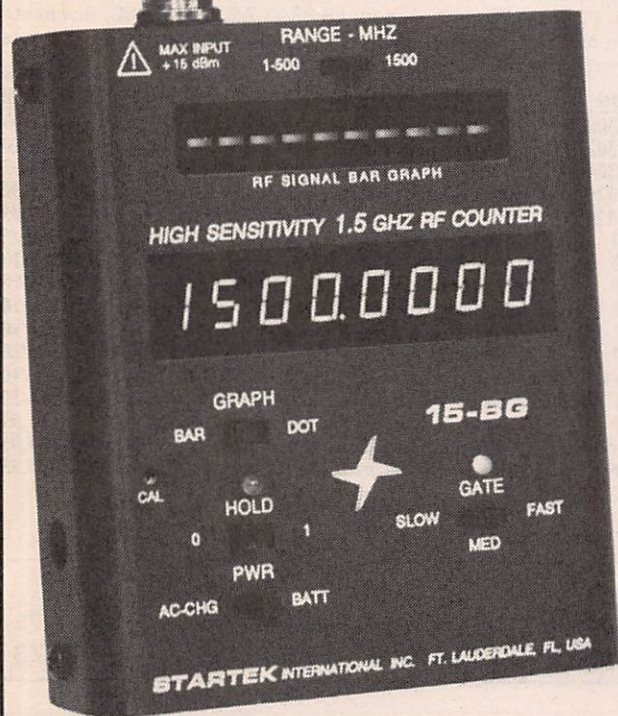 RANGE - MHZ
MAX INPUT
+15 dBm
1-500 1500
RF SIGNAL BAR GRAPH
HIGH SENSITIVITY 1.5 GHZ RF COUNTER
1500.0000
GRAPH
BAR DOT
15-BG
CAL
HOLD
0 1
GATE
SLOW FAST
MED
PWR
AC-CHG BATT
STARTEK INTERNATIONAL INC. FT. LAUDERDALE, FL, USA